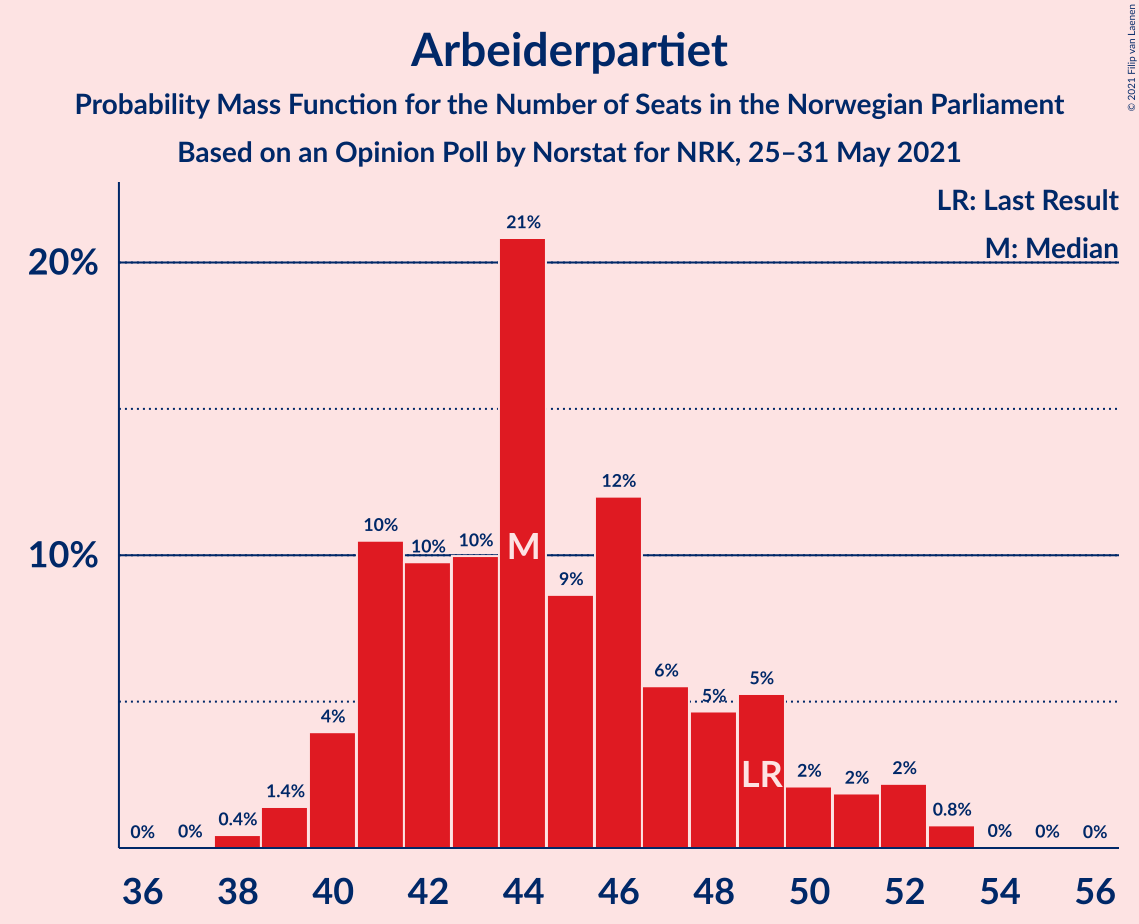 Arbeiderpartiet
Probability Mass Function for the Number of Seats in the Norwegian Parliament
Based on an Opinion Poll by Norstat for NRK, 25–31 May 2021
© 2021 Filip van Laenen
LR: Last Result
M: Median
20%
10%
0% 0% 0.4% 1.4% 4% 10% 10% 10% 21% 9% 12% 6% 5% 5% 2% 2% 2% 0.8% 0% 0% 0%
M
LR
36 38 40 42 44 46 48 50 52 54 56